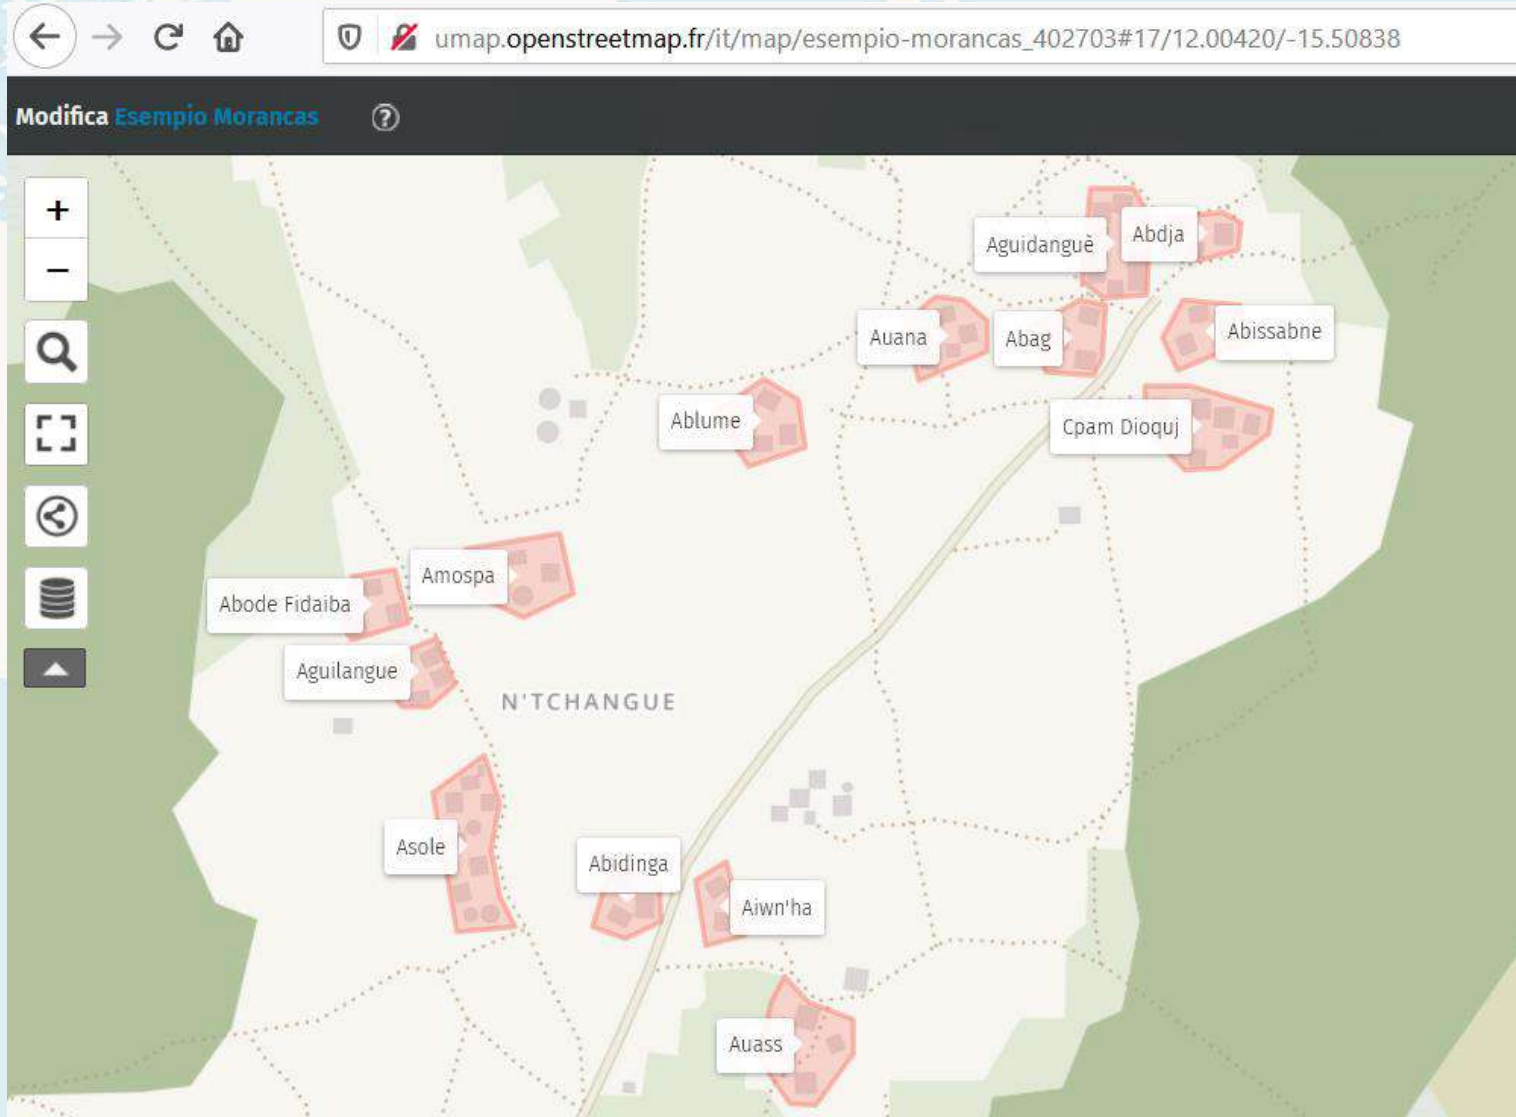 umap.openstreetmap.fr/it/map/esempio-morancas_402703#17/12.00420/-15.50838
Modifica Esempio Morancas ?
+
−
Aguidanguè
Abdja
Auana
Abag
Abissabne
Ablume
Cpam Dioquj
Amospa
Abode Fidaiba
Aguilangue
N'TCHANGUE
Asole
Abidinga
Aiwn'ha
Auass